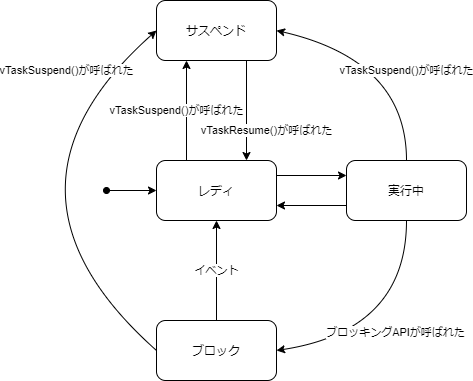 サスペンド
vTaskSuspend()が呼ばれた
vTaskSuspend()が呼ばれた
vTaskSuspend()が呼ばれた
vTaskResume()が呼ばれた
レディ
実行中
イベント
ブロッキングAPIが呼ばれた
ブロック